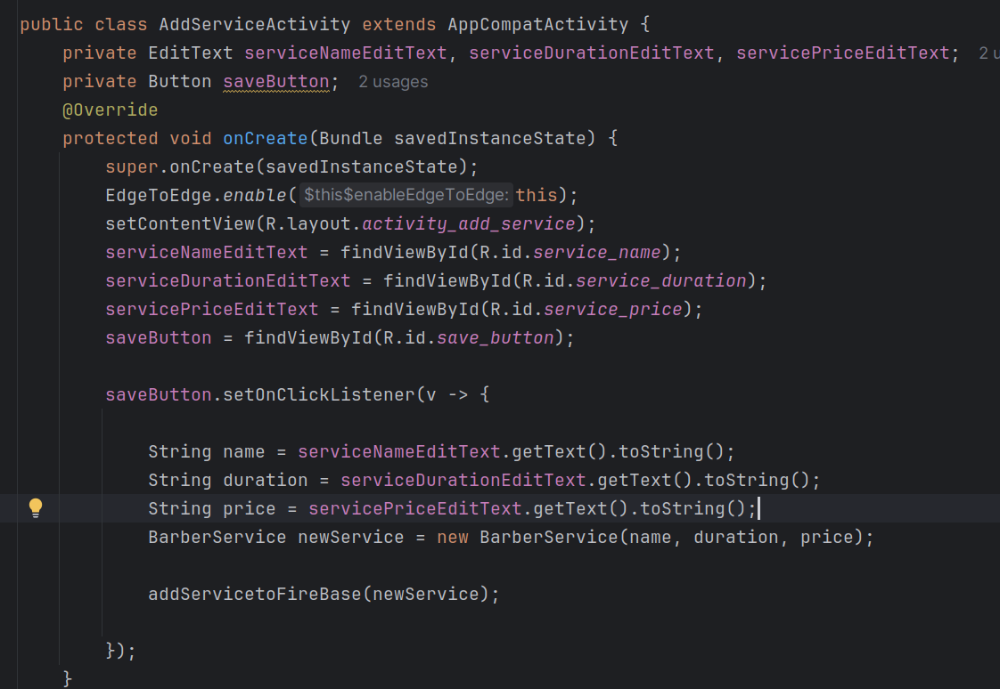 public class AddServiceActivity extends AppCompatActivity {
    private EditText serviceNameEditText, serviceDurationEditText, servicePriceEditText;  2 u
    private Button saveButton;  2 usages
    @Override
    protected void onCreate(Bundle savedInstanceState) {
        super.onCreate(savedInstanceState);
        EdgeToEdge.enable( $this$enableEdgeToEdge: this);
        setContentView(R.layout.activity_add_service);
        serviceNameEditText = findViewById(R.id.service_name);
        serviceDurationEditText = findViewById(R.id.service_duration);
        servicePriceEditText = findViewById(R.id.service_price);
        saveButton = findViewById(R.id.save_button);
        saveButton.setOnClickListener(v -> {
            String name = serviceNameEditText.getText().toString();
            String duration = serviceDurationEditText.getText().toString();
            String price = servicePriceEditText.getText().toString();
            BarberService newService = new BarberService(name, duration, price);
            addServicetoFireBase(newService);
        });
    }